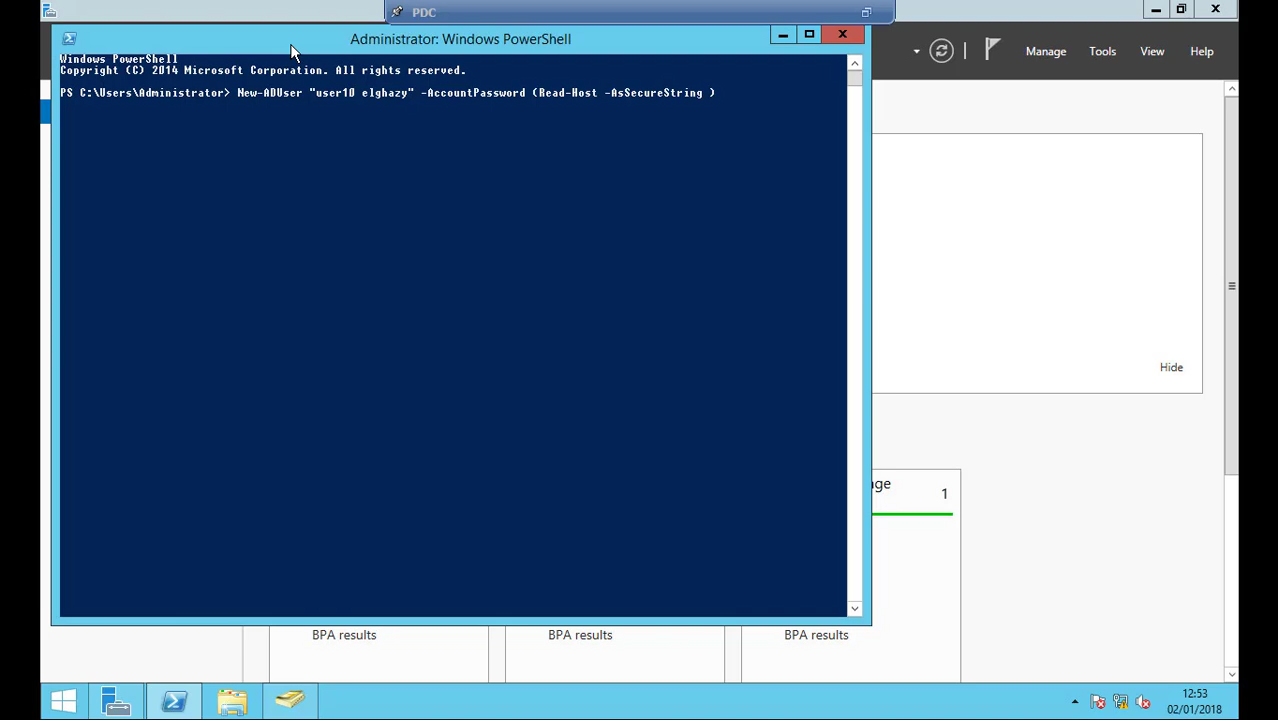 PDC
Administrator: Windows PowerShell
Windows PowerShell
Copyright (C) 2014 Microsoft Corporation. All rights reserved.
PS C:\Users\Administrator> New-ADUser "user10 elghazy" -AccountPassword (Read-Host -AsSecureString )
Manage Tools View Help
Hide
age 1
BPA results BPA results BPA results
12:53
02/01/2018